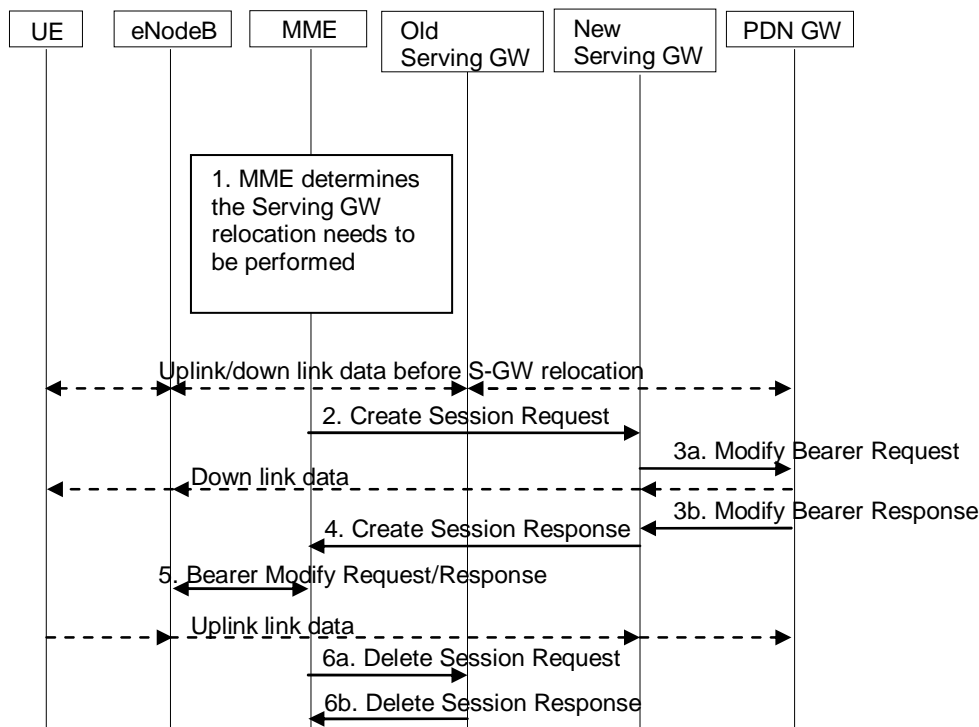 UE
eNodeB
MME
Old
Serving GW
New
Serving GW
PDN GW
1. MME determines
the Serving GW
relocation needs to
be performed
Uplink/down link data before S-GW relocation
2. Create Session Request
3a. Modify Bearer Request
Down link data
3b. Modify Bearer Response
4. Create Session Response
5. Bearer Modify Request/Response
Uplink link data
6a. Delete Session Request
6b. Delete Session Response